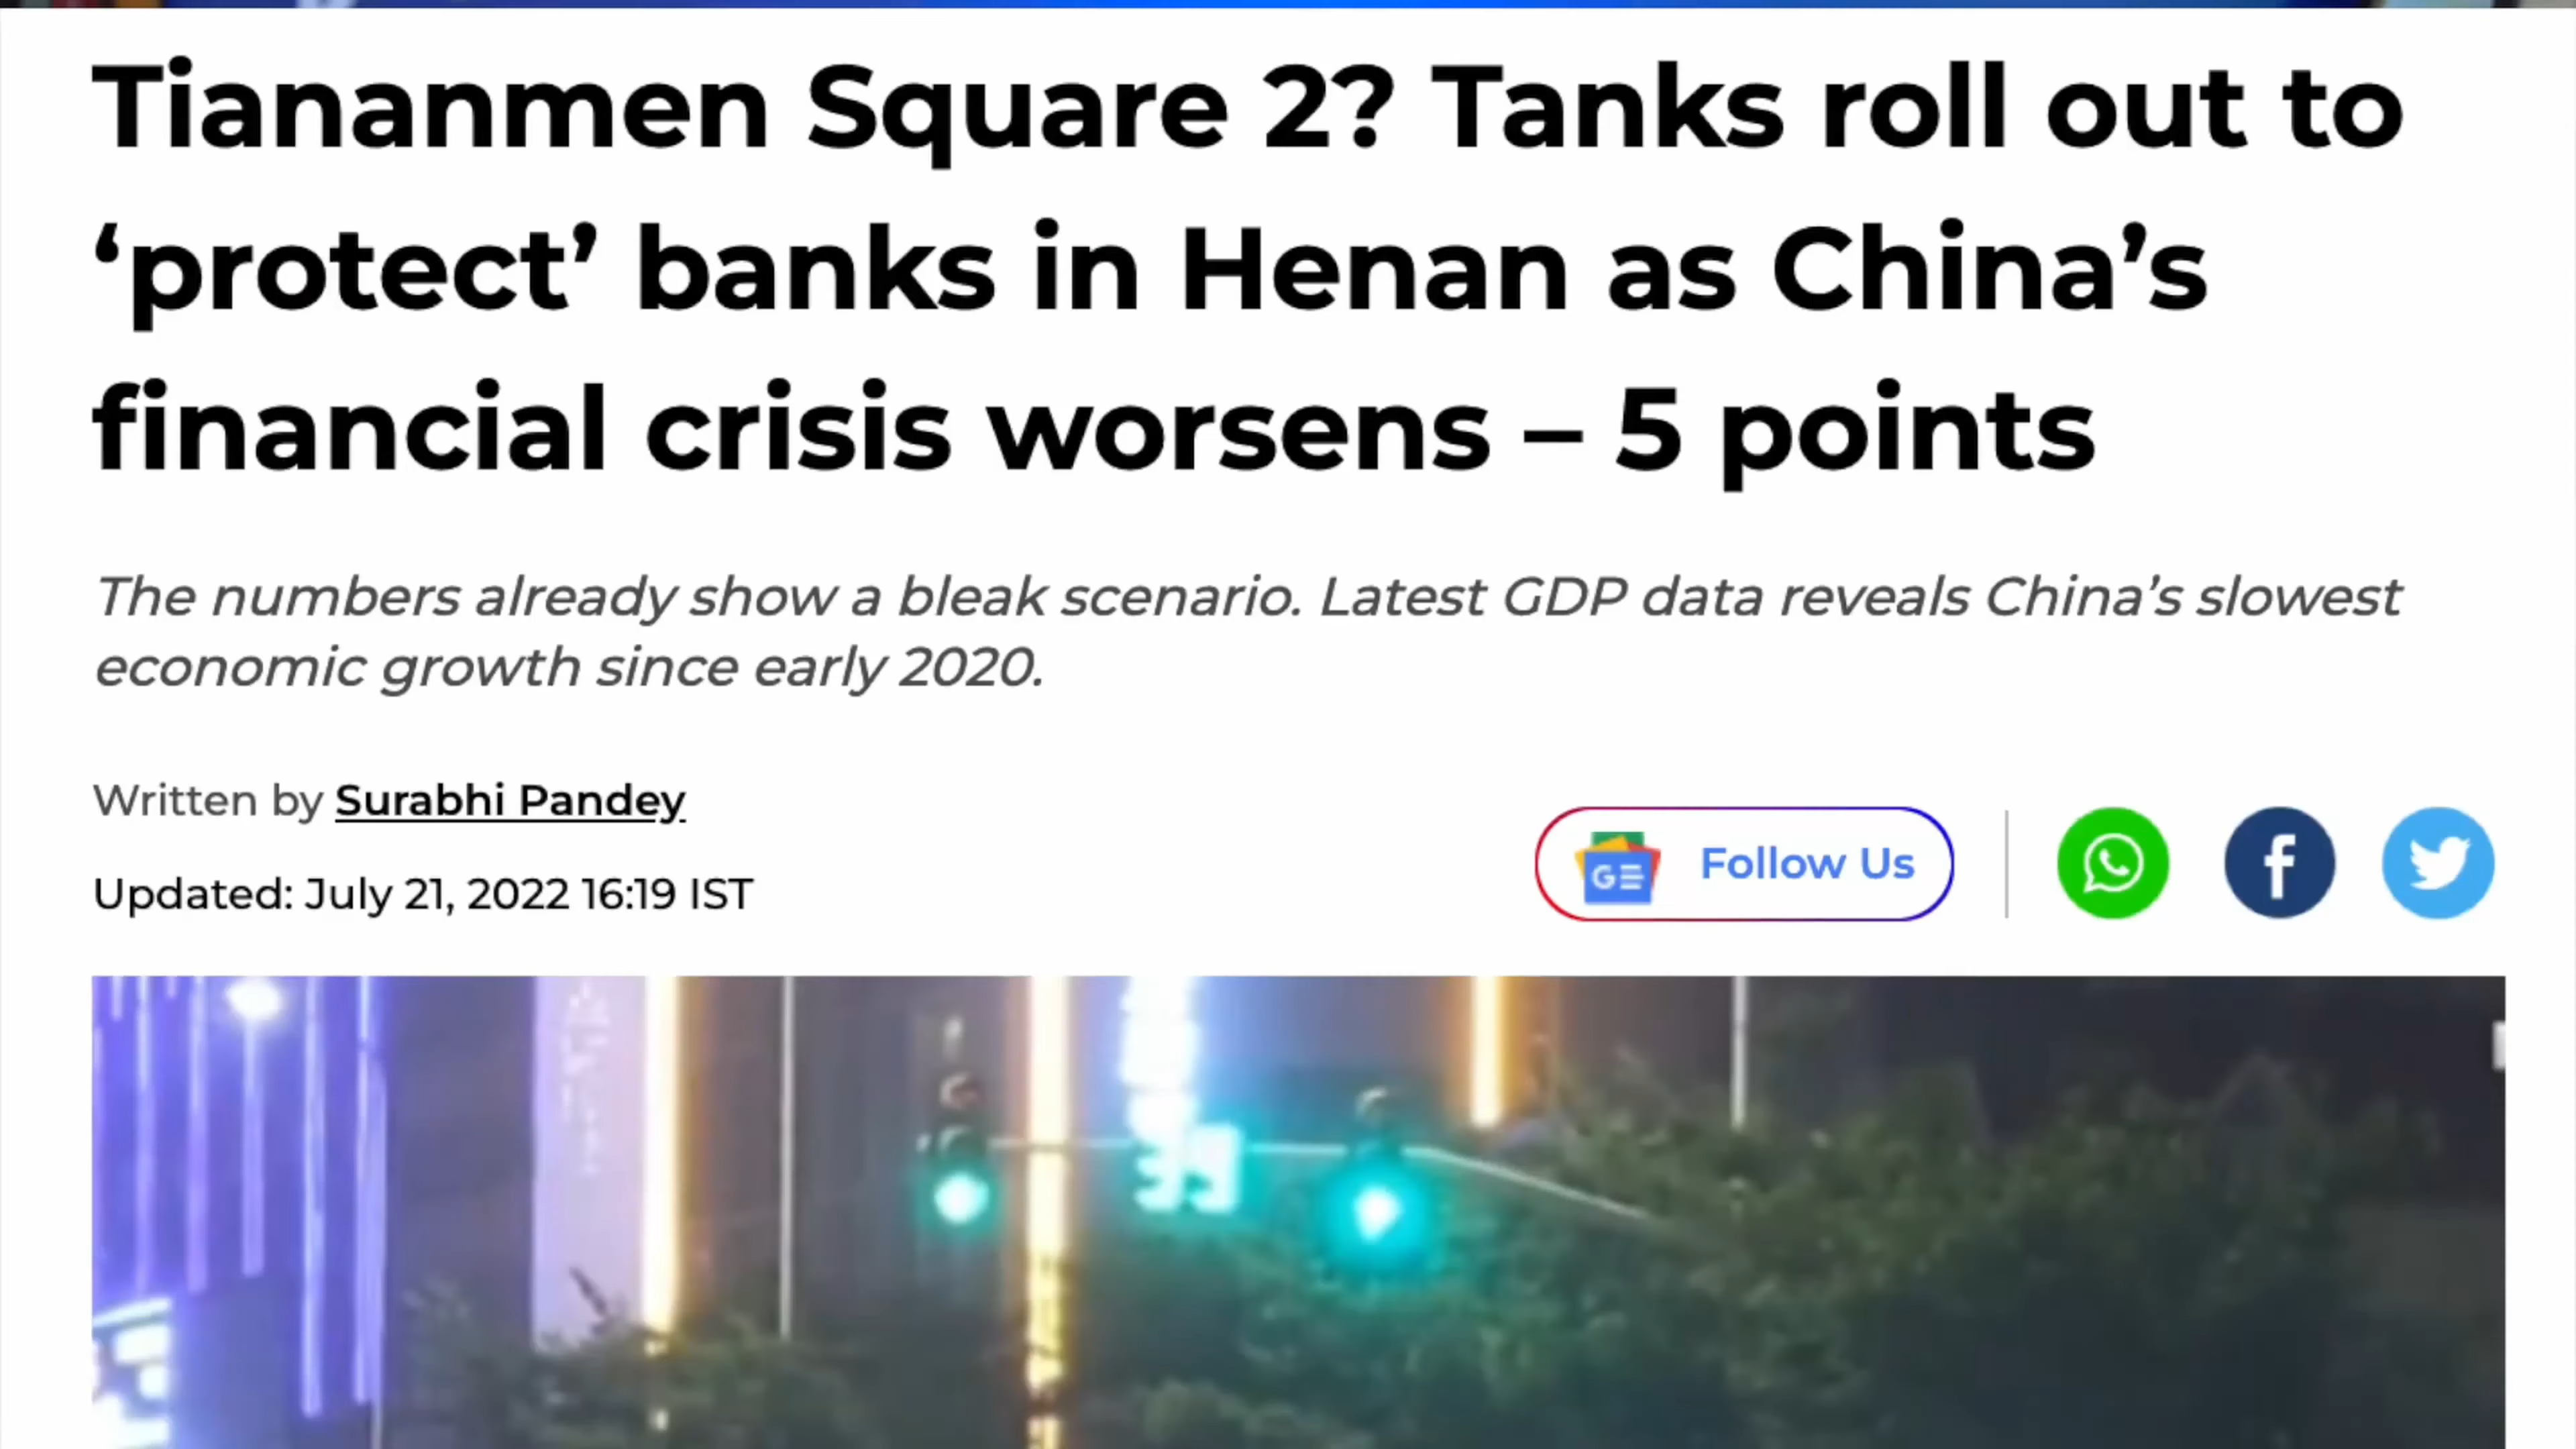 Tiananmen Square 2? Tanks roll out to
‘protect’ banks in Henan as China’s
financial crisis worsens – 5 points
The numbers already show a bleak scenario. Latest GDP data reveals China’s slowest
economic growth since early 2020.
Written by Surabhi Pandey
Updated: July 21, 2022 16:19 IST
Follow Us
39